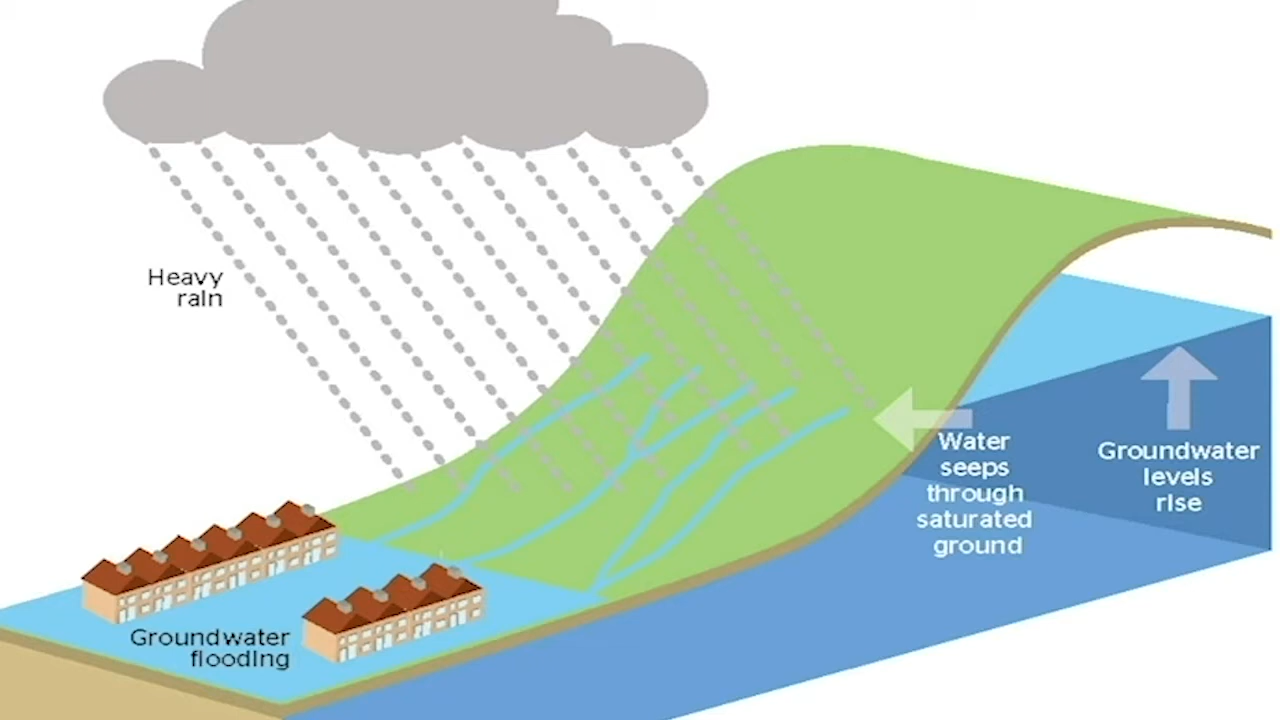 Heavy
rain
Water
seeps
through
saturated
ground
Groundwater
levels
rise
Groundwater
flooding